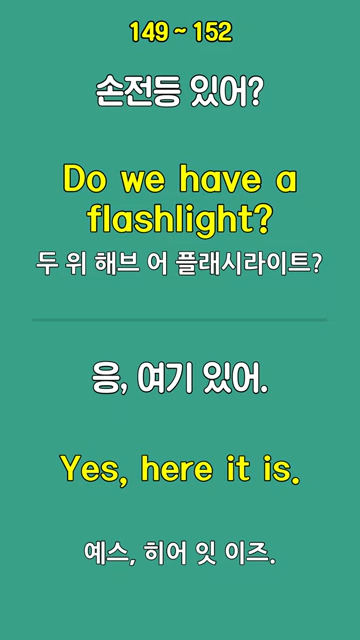 149 ~ 152
손전등 있어?
Do we have a
flashlight?
두 위 해브 어 플래시라이트?
응, 여기 있어.
Yes, here it is.
예스, 히어 잇 이즈.